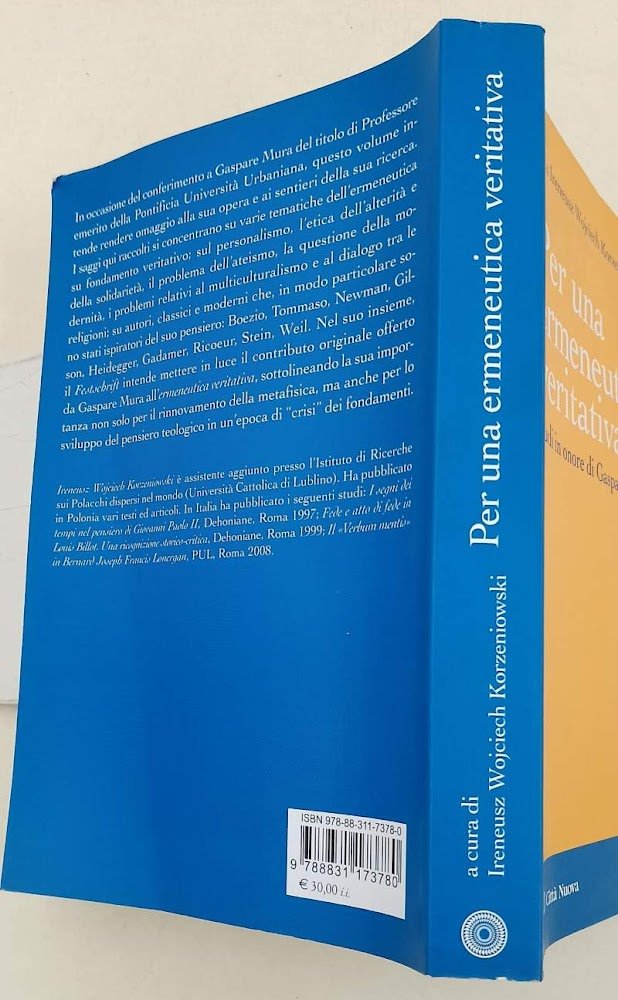 In occasione del conferimento a Gaspare Mura del titolo di Professore
emerito della Pontificia Università Urbaniana, questo volume in-
tende rendere omaggio alla sua opera e ai sentieri della sua ricerca.
I saggi qui raccolti si concentrano su varie tematiche dell'ermeneutica
su fondamento veritativo; sul personalismo, l'etica dell'alterità e
della solidarietà, il problema dell'ateismo, la questione della mo-
dernità, i problemi relativi al multiculturalismo e al dialogo tra le
religioni; su autori, classici e moderni che, in modo particolare so-
no stati ispiratori del suo pensiero: Boezio, Tommaso, Newman, Gil-
son, Heidegger, Gadamer, Ricoeur, Stein, Weil. Nel suo insieme,
il Festschrift intende mettere in luce il contributo originale offerto
da Gaspare Mura all'ermeneutica veritativa, sottolineando la sua impor-
tanza non solo per il rinnovamento della metafisica, ma anche per lo
sviluppo del pensiero teologico in un'epoca di "crisi" dei fondamenti.
Ireneusz Wojciech Korzeniowski è assistente aggiunto presso l'Istituto di Ricerche
sui Polacchi dispersi nel mondo (Università Cattolica di Lublino). Ha pubblicato
in Polonia vari testi ed articoli. In Italia ha pubblicato i seguenti studi: I segni dei
tempi nel pensiero di Giovanni Paolo II, Dehoniane, Roma 1997; Fede e atto di fede in
Louis Billot. Una ricognizione storico-critica, Dehoniane, Roma 1999; Il «Verbum mentis»
in Bernard Joseph Francis Lonergan, PUL, Roma 2008.
ISBN 978-88-311-7378-0
9 788831 173780
€ 30,00 i.i.
a cura di
Ireneusz Wojciech Korzeniowski
Per una ermeneutica veritativa
Ireneusz Wojciech
Per una
ermeneut
veritativa
in onore di Gaspa
Città Nuova